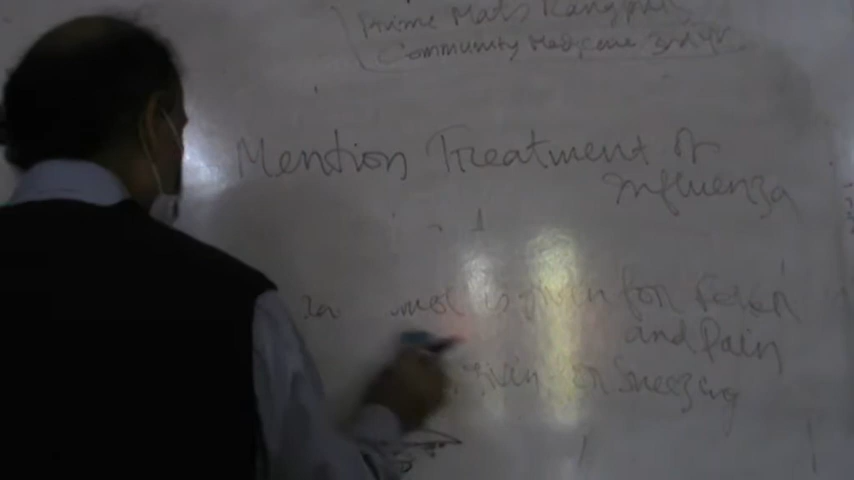 Prime Mats Rangpur
Community Medicine 3rd yr.
Mention Treatment of
Influenza
is given for Fever
and Pain
given for Sneezing